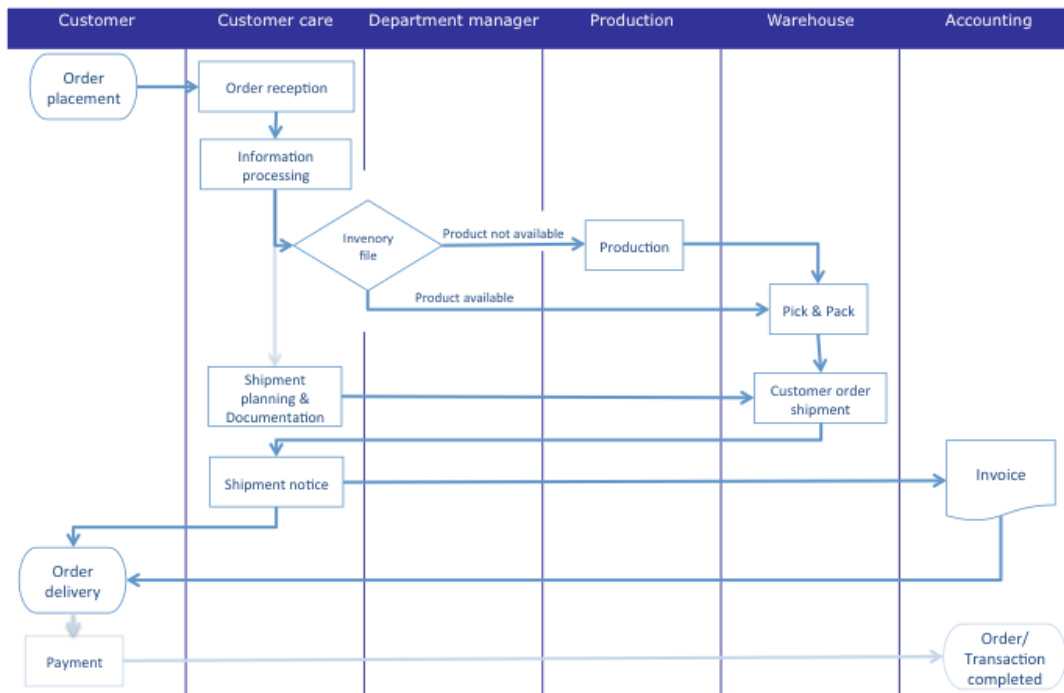 Customer
Customer care
Department manager
Production
Warehouse
Accounting
Order
placement
Order reception
Information
processing
Invenory
file
Product not available
Production
Product available
Pick & Pack
Shipment
planning &
Documentation
Customer order
shipment
Shipment notice
Invoice
Order
delivery
Payment
Order/
Transaction
completed